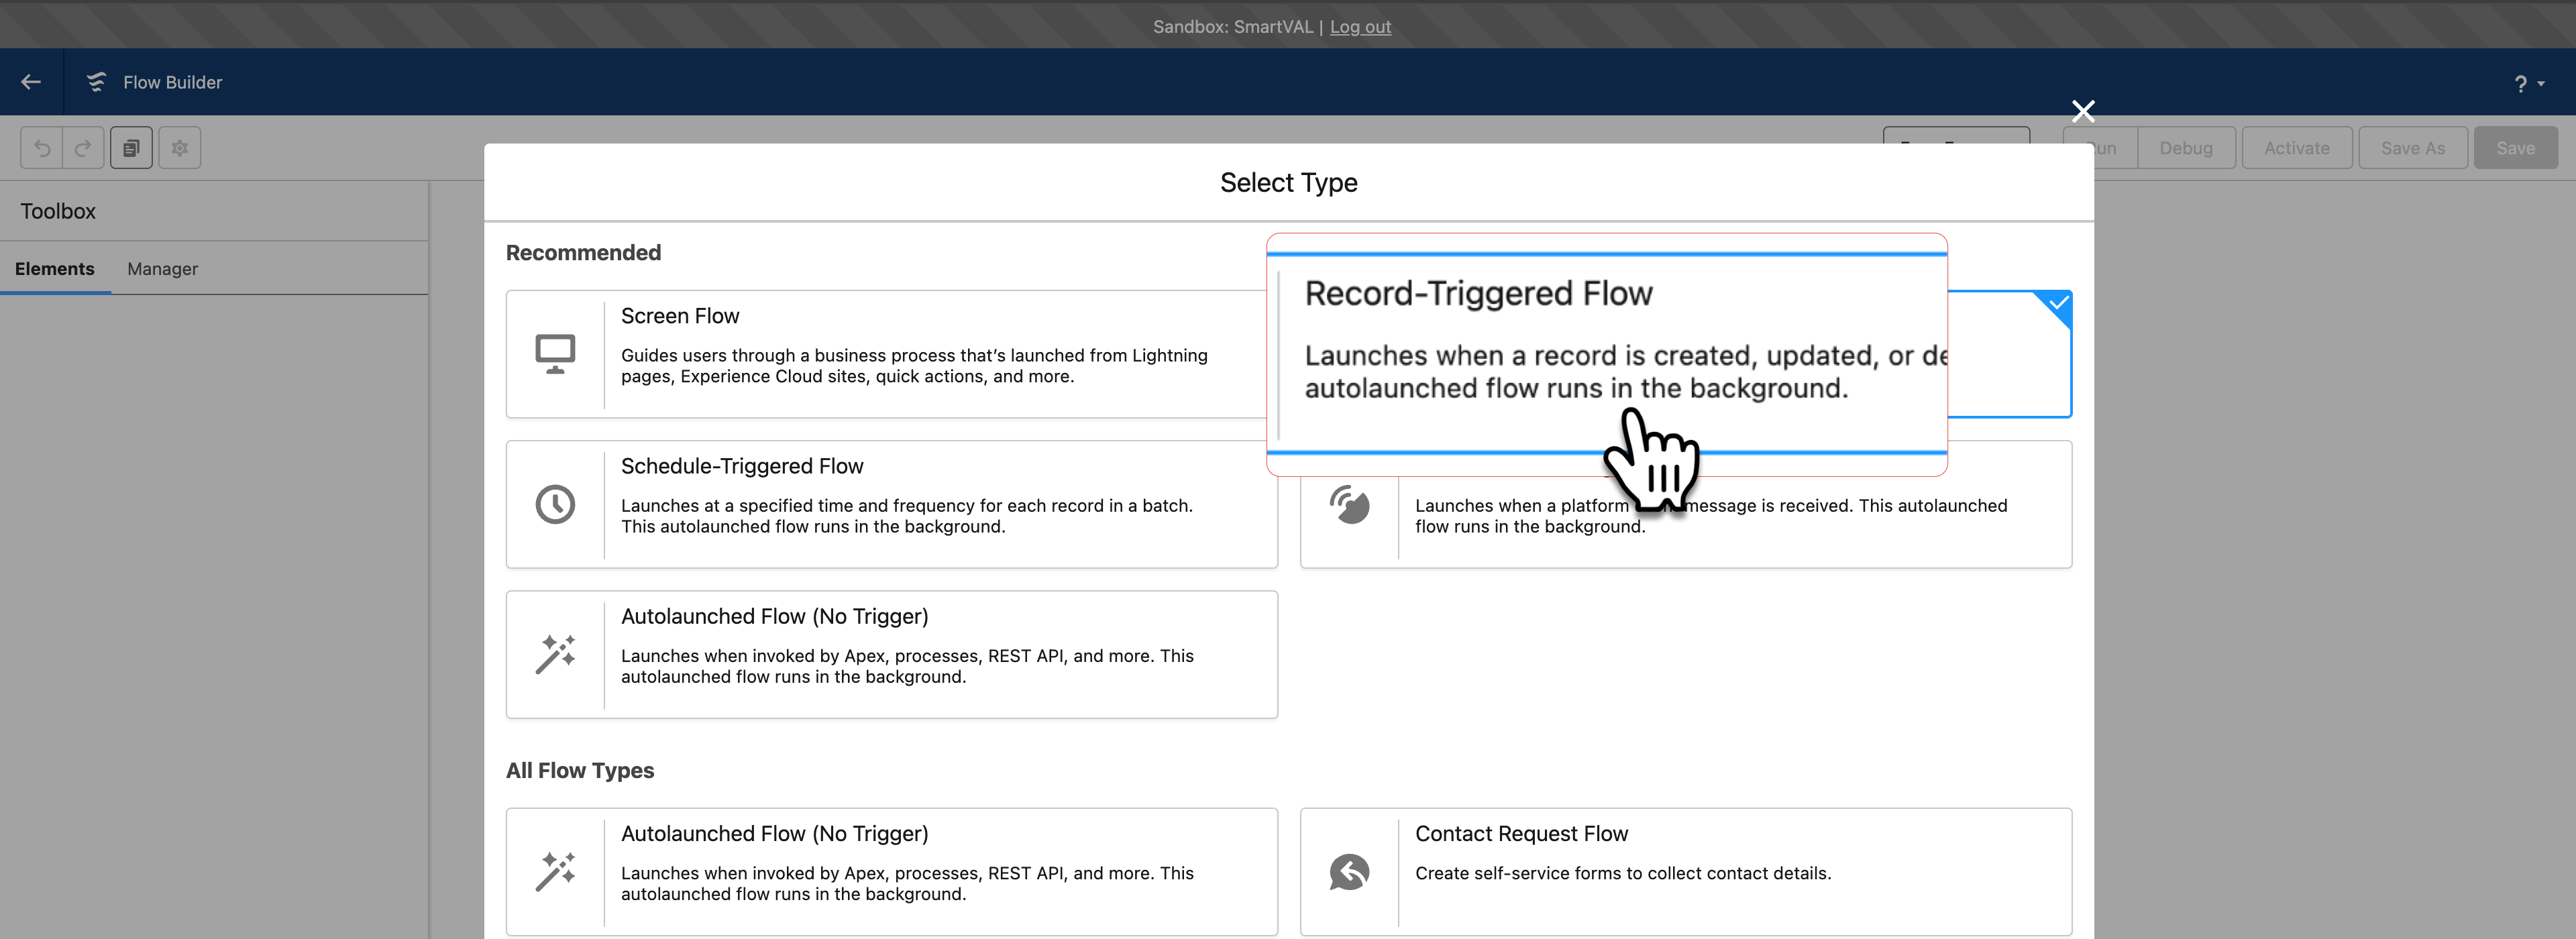 Sandbox: SmartVAL | Log out
Flow Builder
?
Debug
Activate
Save As
Save
Select Type
Toolbox
Elements
Manager
Recommended
Screen Flow
Guides users through a business process that's launched from Lightning
pages, Experience Cloud sites, quick actions, and more.
Record-Triggered Flow
Launches when a record is created, updated, or de
autolaunched flow runs in the background.
Schedule-Triggered Flow
Launches at a specified time and frequency for each record in a batch.
This autolaunched flow runs in the background.
Launches when a platform message is received. This autolaunched
flow runs in the background.
Autolaunched Flow (No Trigger)
Launches when invoked by Apex, processes, REST API, and more. This
autolaunched flow runs in the background.
All Flow Types
Autolaunched Flow (No Trigger)
Launches when invoked by Apex, processes, REST API, and more. This
autolaunched flow runs in the background.
Contact Request Flow
Create self-service forms to collect contact details.